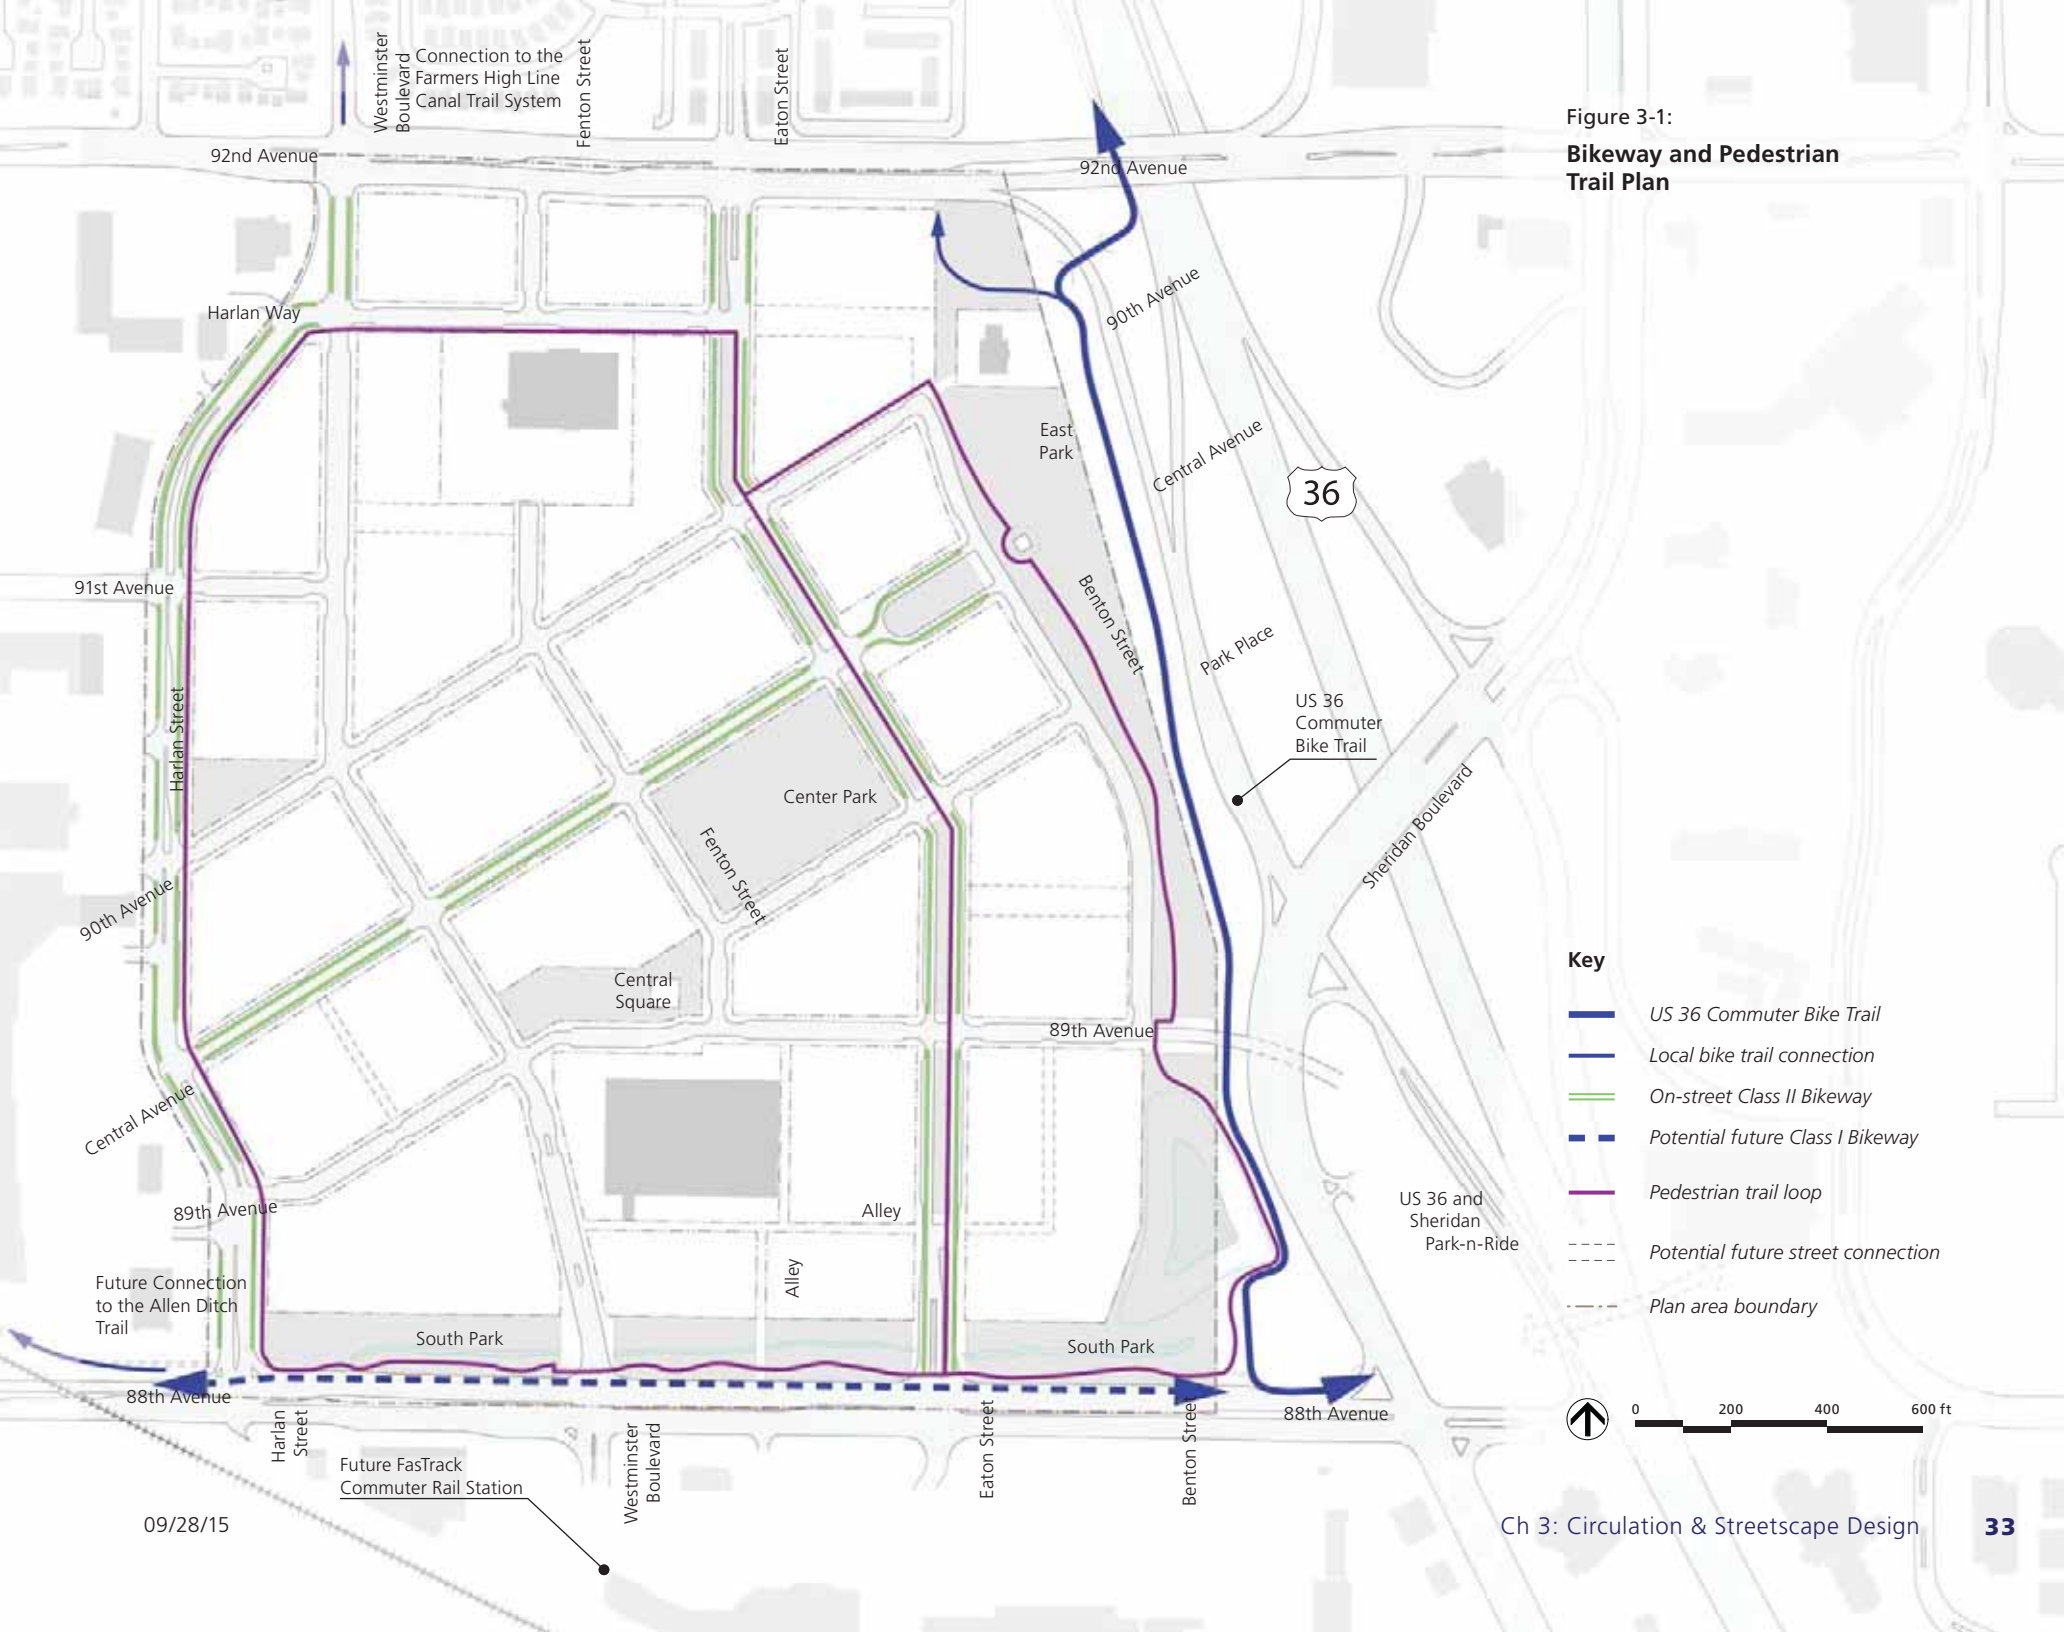 Westminster
Boulevard
Connection to the
Farmers High Line
Canal Trail System
Fenton Street
Eaton Street
92nd Avenue
92nd Avenue
Figure 3-1:
Bikeway and Pedestrian
Trail Plan
Harlan Way
90th Avenue
East
Park
Central Avenue
36
91st Avenue
Benton Street
Park Place
Harlan Street
US 36
Commuter
Bike Trail
Center Park
Sheridan Boulevard
Fenton Street
90th Avenue
Central
Square
89th Avenue
Central Avenue
89th Avenue
Alley
Alley
US 36 and
Sheridan
Park-n-Ride
Future Connection
to the Allen Ditch
Trail
South Park
South Park
88th Avenue
88th Avenue
Harlan
Street
Westminster
Boulevard
Eaton Street
Benton Street
Future FasTrack
Commuter Rail Station
Key
US 36 Commuter Bike Trail
Local bike trail connection
On-street Class II Bikeway
Potential future Class I Bikeway
Pedestrian trail loop
Potential future street connection
Plan area boundary
0 200 400 600 ft
09/28/15
Ch 3: Circulation & Streetscape Design 33